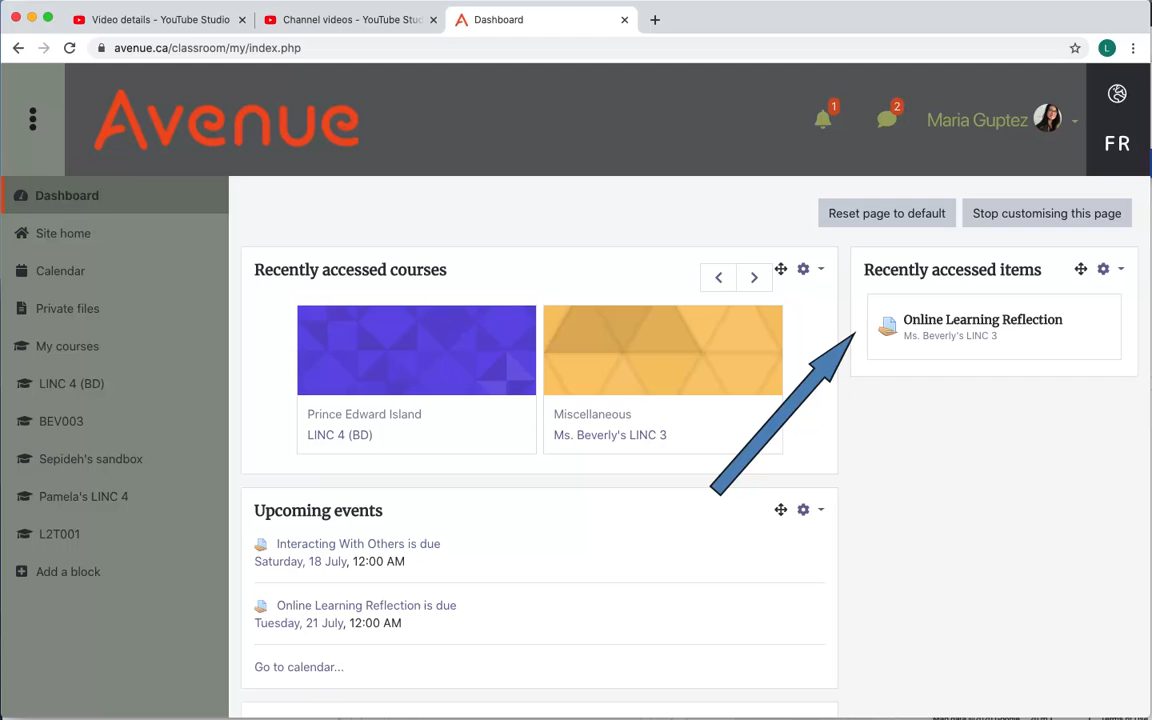 Video details - YouTube Studio
Channel videos - YouTube Stu
Dashboard
avenue.ca/classroom/my/index.php
L
Avenue
1
2
Maria Guptez
FR
Dashboard
Site home
Calendar
Private files
My courses
LINC 4 (BD)
BEV003
Sepideh's sandbox
Pamela's LINC 4
L2T001
Add a block
Reset page to default
Stop customising this page
Recently accessed courses
Prince Edward Island
LINC 4 (BD)
Miscellaneous
Ms. Beverly's LINC 3
Recently accessed items
Online Learning Reflection
Ms. Beverly's LINC 3
Upcoming events
Interacting With Others is due
Saturday, 18 July, 12:00 AM
Online Learning Reflection is due
Tuesday, 21 July, 12:00 AM
Go to calendar...